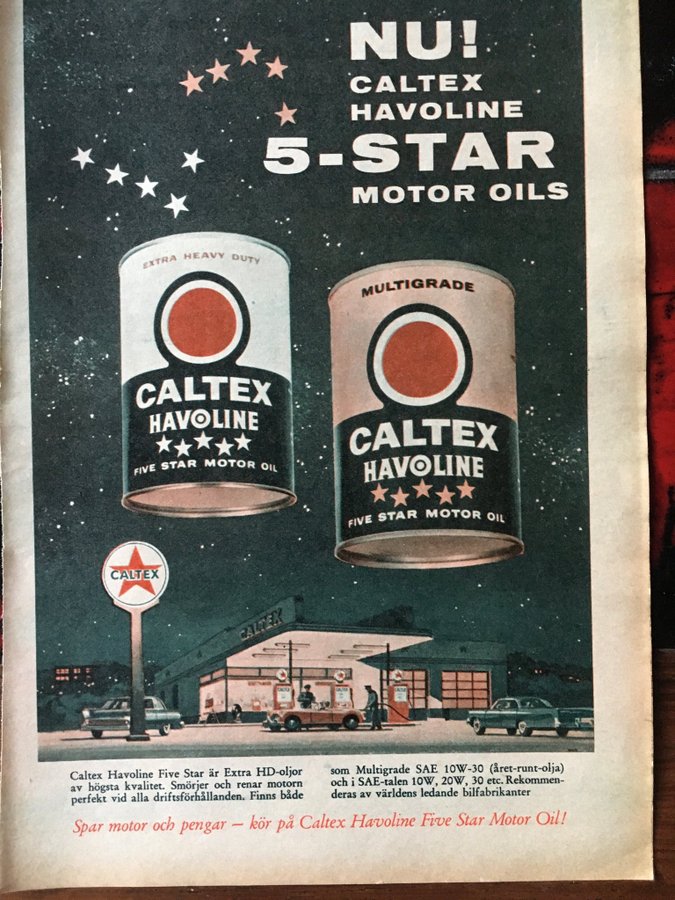 NU!
CALTEX
HAVOLINE
5-STAR
MOTOR OILS
EXTRA HEAVY DUTY
CALTEX
HAVOLINE
FIVE STAR MOTOR OIL
MULTIGRADE
CALTEX
HAVOLINE
FIVE STAR MOTOR OIL
CALTEX
CALTEX
Caltex Havoline Five Star är Extra HD-oljor
av högsta kvalitet. Smörjer och renar motorn
perfekt vid alla driftsförhållanden. Finns både
som Multigrade SAE 10W-30 (året-runt-olja)
och i SAE-talen 10W, 20W, 30 etc. Rekommen-
deras av världens ledande bilfabrikanter
Spar motor och pengar – kör på Caltex Havoline Five Star Motor Oil!